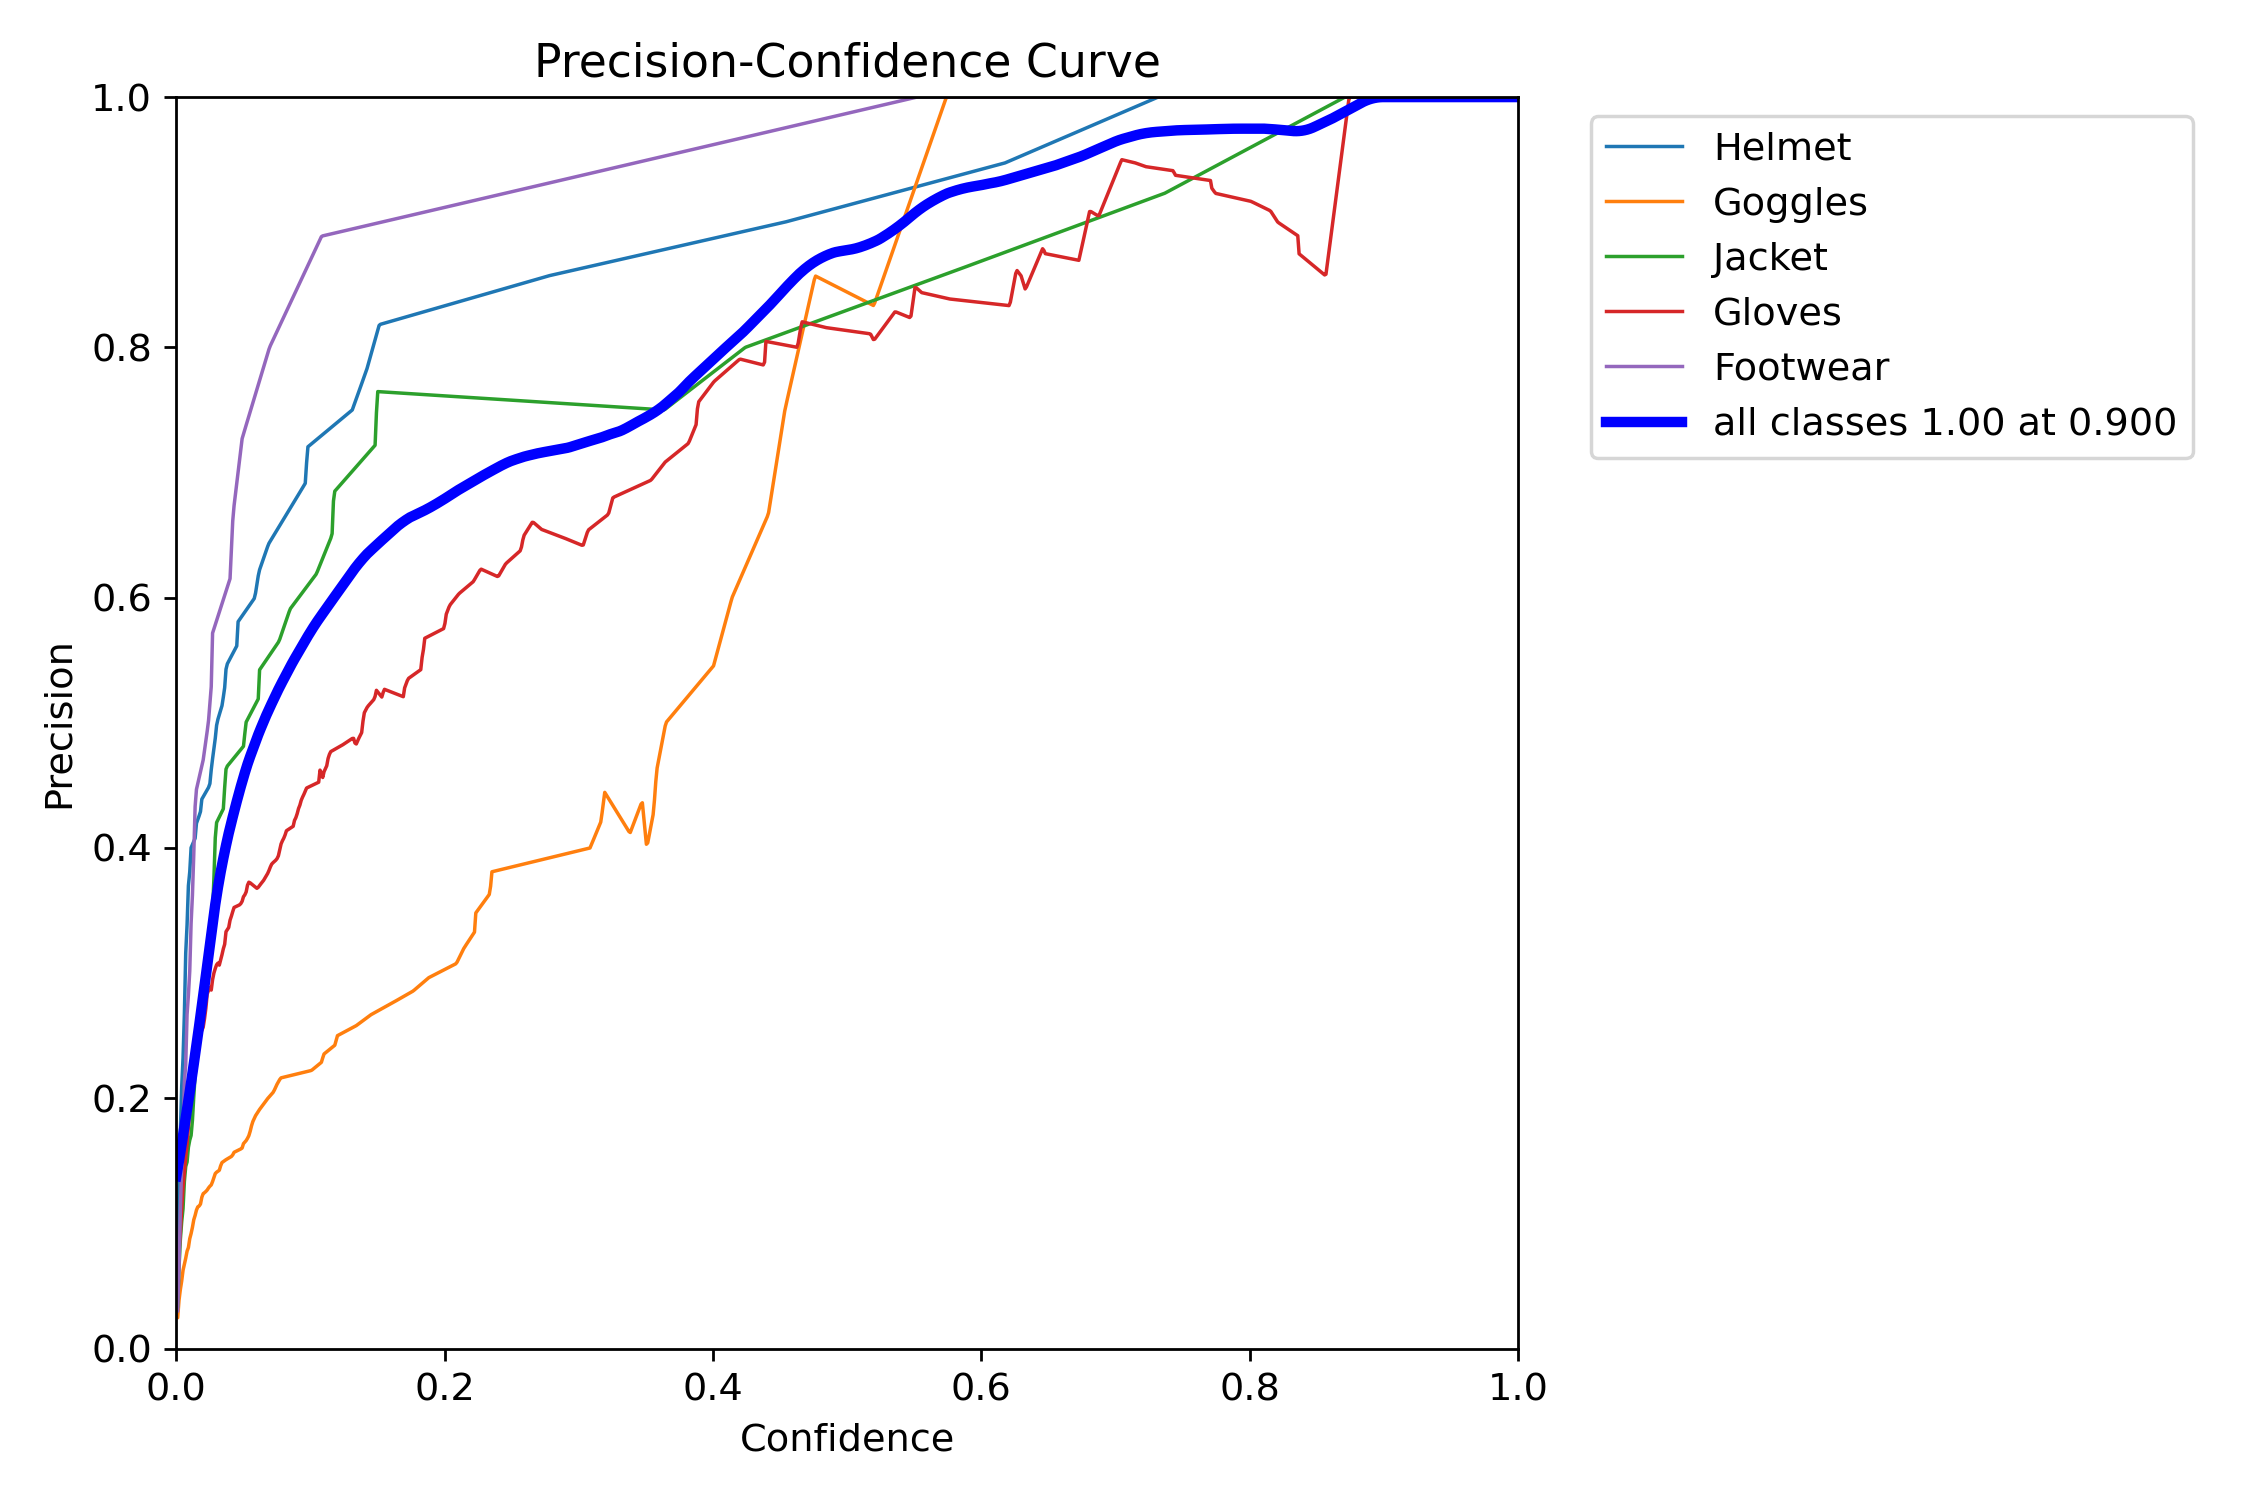 Precision-Confidence Curve
1.0
0.8
0.6
0.4
0.2
0.0
Precision
0.0 0.2 0.4 0.6 0.8 1.0
Confidence
Helmet
Goggles
Jacket
Gloves
Footwear
all classes 1.00 at 0.900